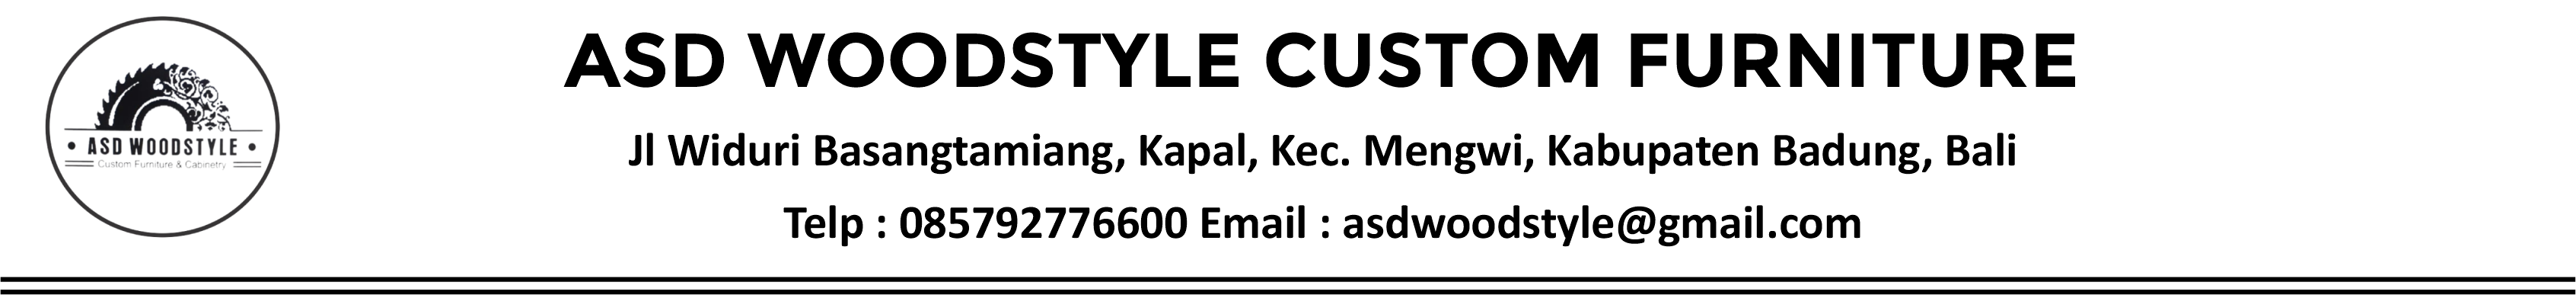 ASD WOODSTYLE CUSTOM FURNITURE
Jl Widuri Basangtamiang, Kapal, Kec. Mengwi, Kabupaten Badung, Bali
Telp : 085792776600 Email : asdwoodstyle@gmail.com
• ASD WOODSTYLE •
Custom Furniture & Cabinetry